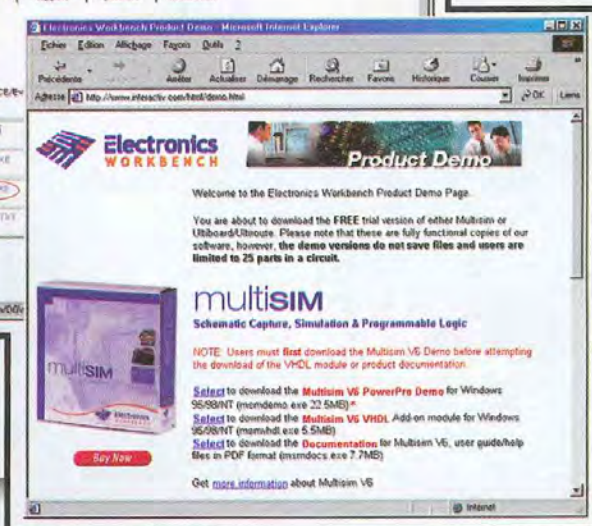 Electronics Workbench Product Demo - Microsoft Internet Explorer
Fichier Edition Affichage Favoris Outils ?
Précédente Arrêter Actualiser Démarrage Rechercher Favoris Historique Courrier Imprimer
Adresse http://www.interactiv.com/html/demo.html OK Liens
Electronics
WORKBENCH
Product Demo
Welcome to the Electronics Workbench Product Demo Page.
You are about to download the FREE trial version of either Multisim or
Ultiboard/Ultiroute. Please note that these are fully functional copies of our
software, however, the demo versions do not save files and users are
limited to 25 parts in a circuit.
multiSIM
Schematic Capture, Simulation & Programmable Logic
NOTE: Users must first download the Multisim V6 Demo before attempting
the download of the VHDL module or product documentation.
Select to download the Multisim V6 PowerPro Demo for Windows
95/98/NT (msmdemo.exe 22.5MB) *
Select to download the Multisim V6 VHDL Add-on module for Windows
95/98/NT (msmvhdl.exe 5.5MB)
Select to download the Documentation for Multisim V6, user guide/help
files in PDF format (msmdocs.exe 7.7MB)
Get more information about Multisim V6
multiSIM
Electronics
WORKBENCH
Buy Now
Internet